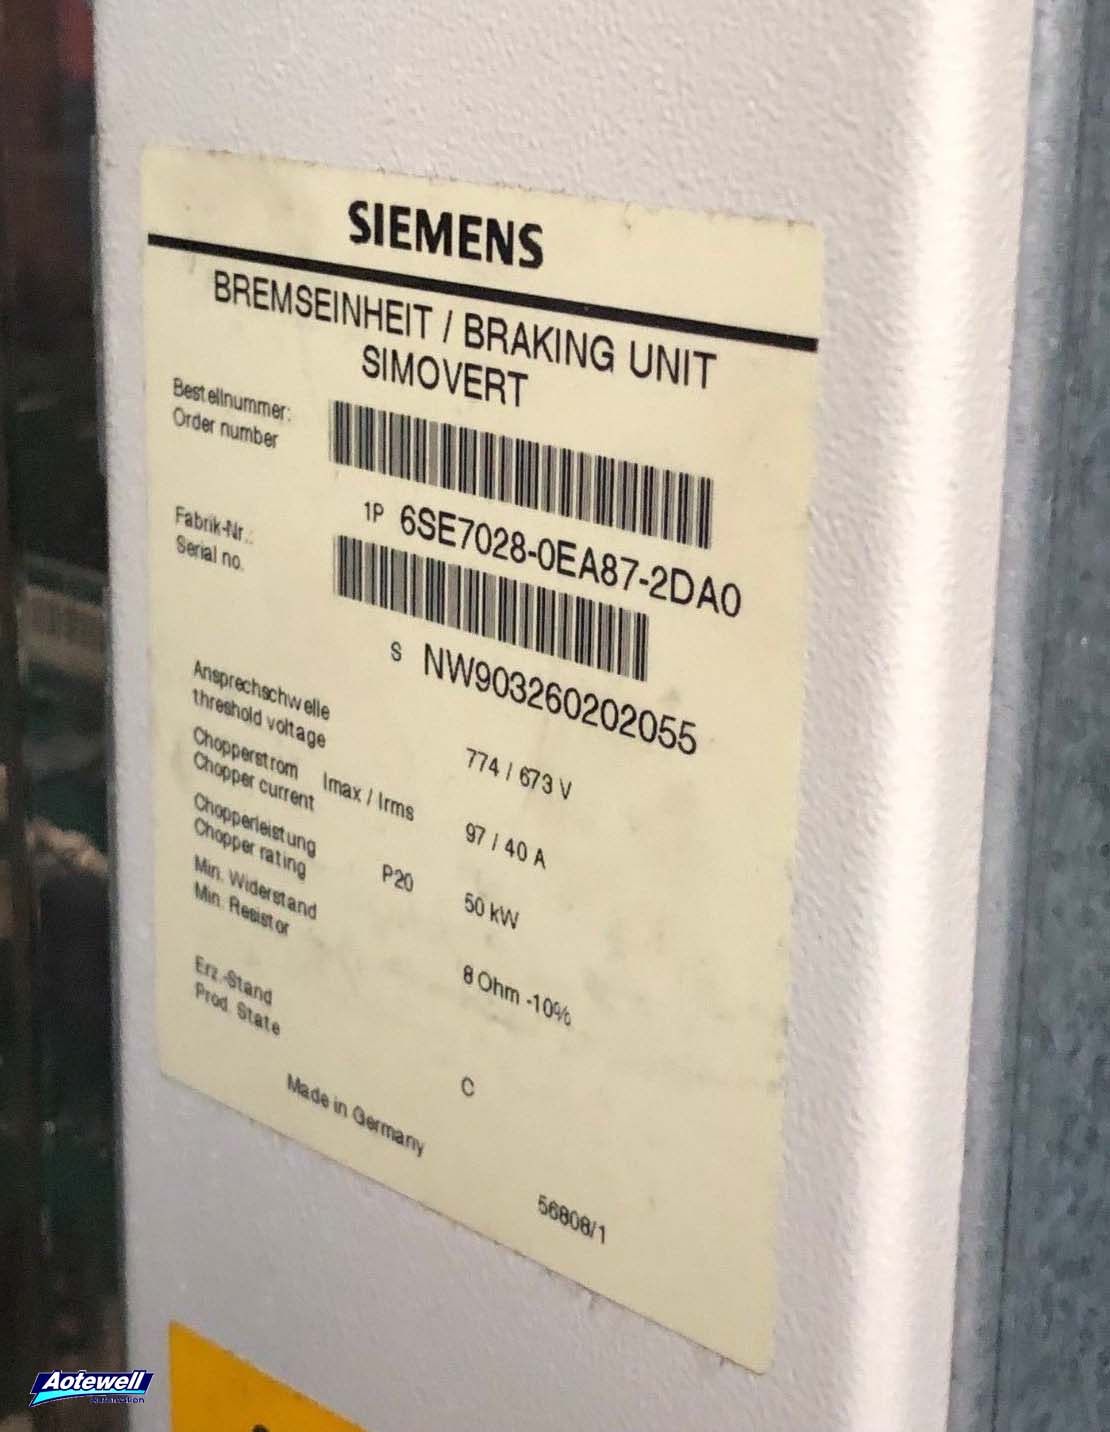 SIEMENS
BREMSEINHEIT / BRAKING UNIT
SIMOVERT
Bestellnummer:
Order number
1P 6SE7028-0EA87-2DA0
Fabrik-Nr.:
Serial no.
S NW903260202055
Ansprechschwelle
threshold voltage 774 / 673 V
Chopperstrom Imax / Irms
Chopper current 97 / 40 A
Chopperleistung P20
Chopper rating 50 kW
Min. Widerstand
Min. Resistor 8 Ohm -10%
Erz.-Stand
Prod. State C
Made in Germany
56808/1
Aotewell
Automation